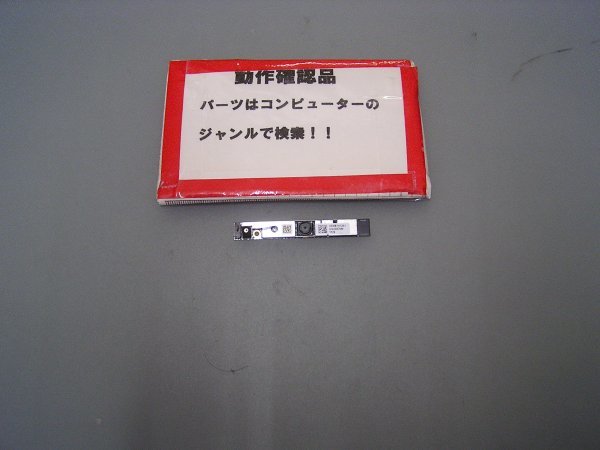 動作確認品
パーツはコンピューターの
ジャンルで検索！！